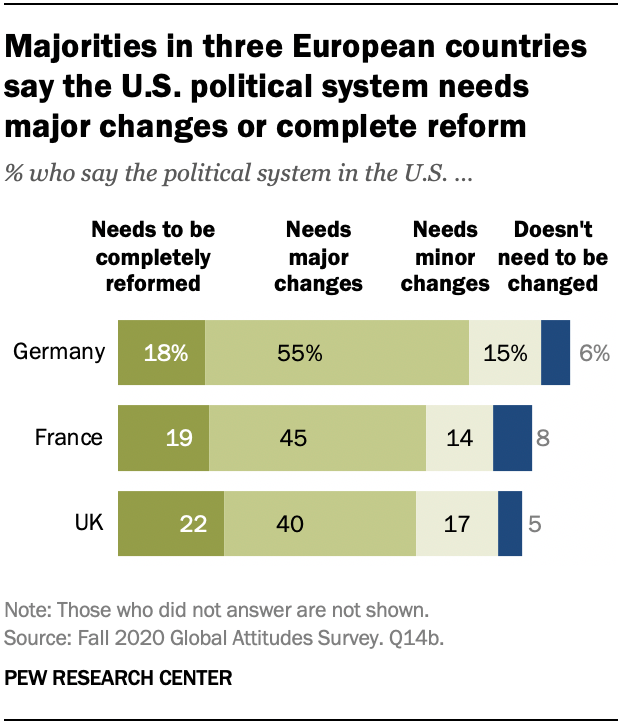 Majorities in three European countries
say the U.S. political system needs
major changes or complete reform
% who say the political system in the U.S. ...
Needs to be completely reformed
Needs major changes
Needs minor changes
Doesn't need to be changed
Germany 18% 55% 15% 6%
France 19 45 14 8
UK 22 40 17 5
Note: Those who did not answer are not shown.
Source: Fall 2020 Global Attitudes Survey. Q14b.
PEW RESEARCH CENTER